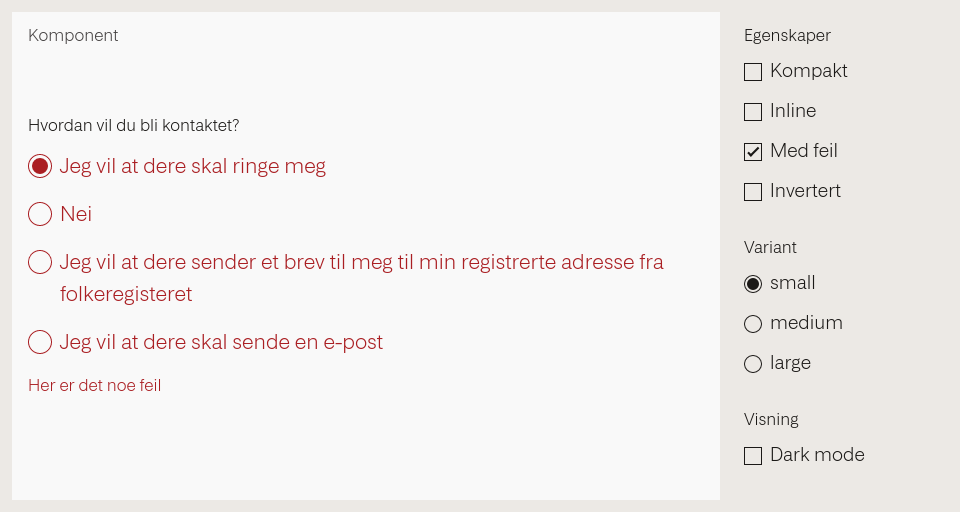 Komponent
Hvordan vil du bli kontaktet?
Jeg vil at dere skal ringe meg
Nei
Jeg vil at dere sender et brev til meg til min registrerte adresse fra
folkeregisteret
Jeg vil at dere skal sende en e-post
Her er det noe feil
Egenskaper
Kompakt
Inline
Med feil
Invertert
Variant
small
medium
large
Visning
Dark mode